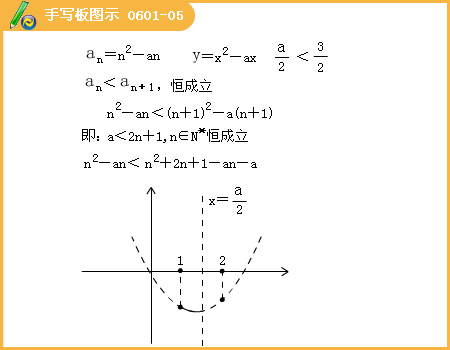 手写板图示 0601-05
aₙ=n²-an y=x²-ax a/2 < 3/2
aₙ<aₙ₊₁, 恒成立
n²-an<(n+1)²-a(n+1)
即:a<2n+1,n∈N*恒成立
n²-an< n²+2n+1-an-a
x=a/2
1 2